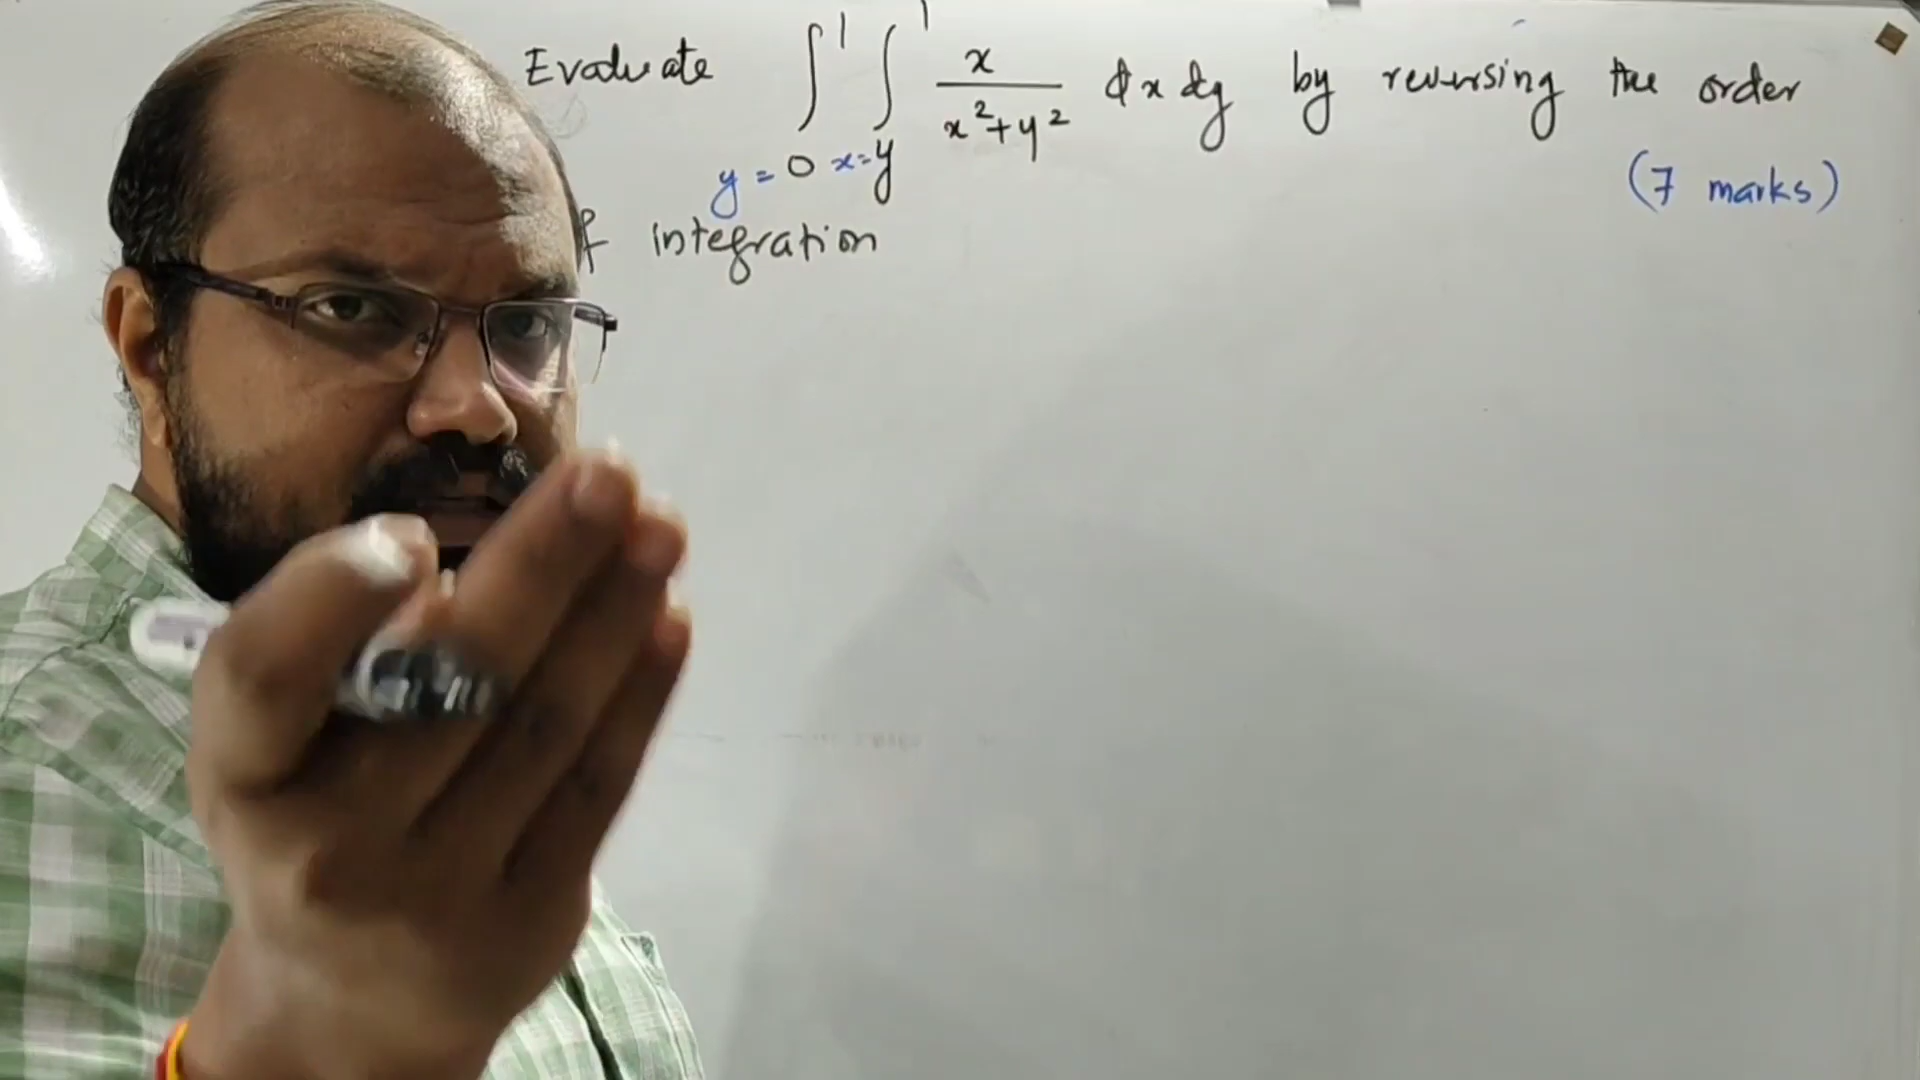 Evaluate ∫¹ ∫¹ x/(x²+y²) dx dy by reversing the order
y = 0 x = y
(7 marks)
integration